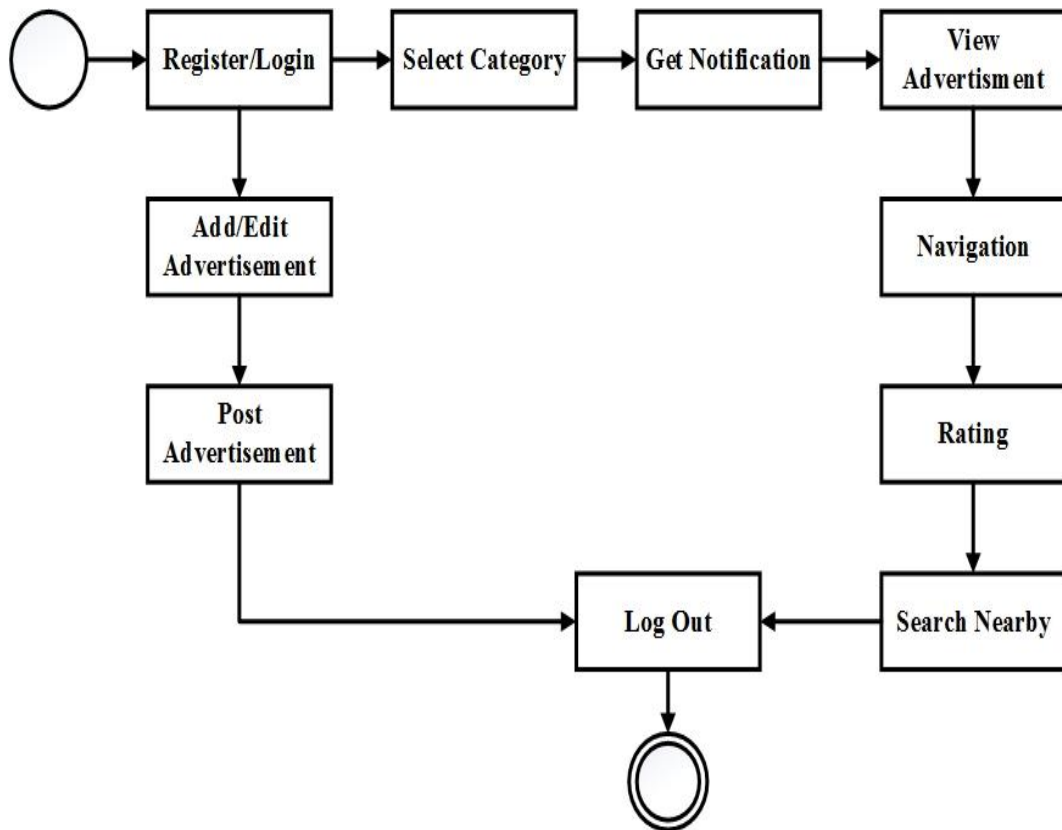 Register/Login
Select Category
Get Notification
View
Advertisment
Add/Edit
Advertisement
Navigation
Post
Advertisement
Rating
Log Out
Search Nearby